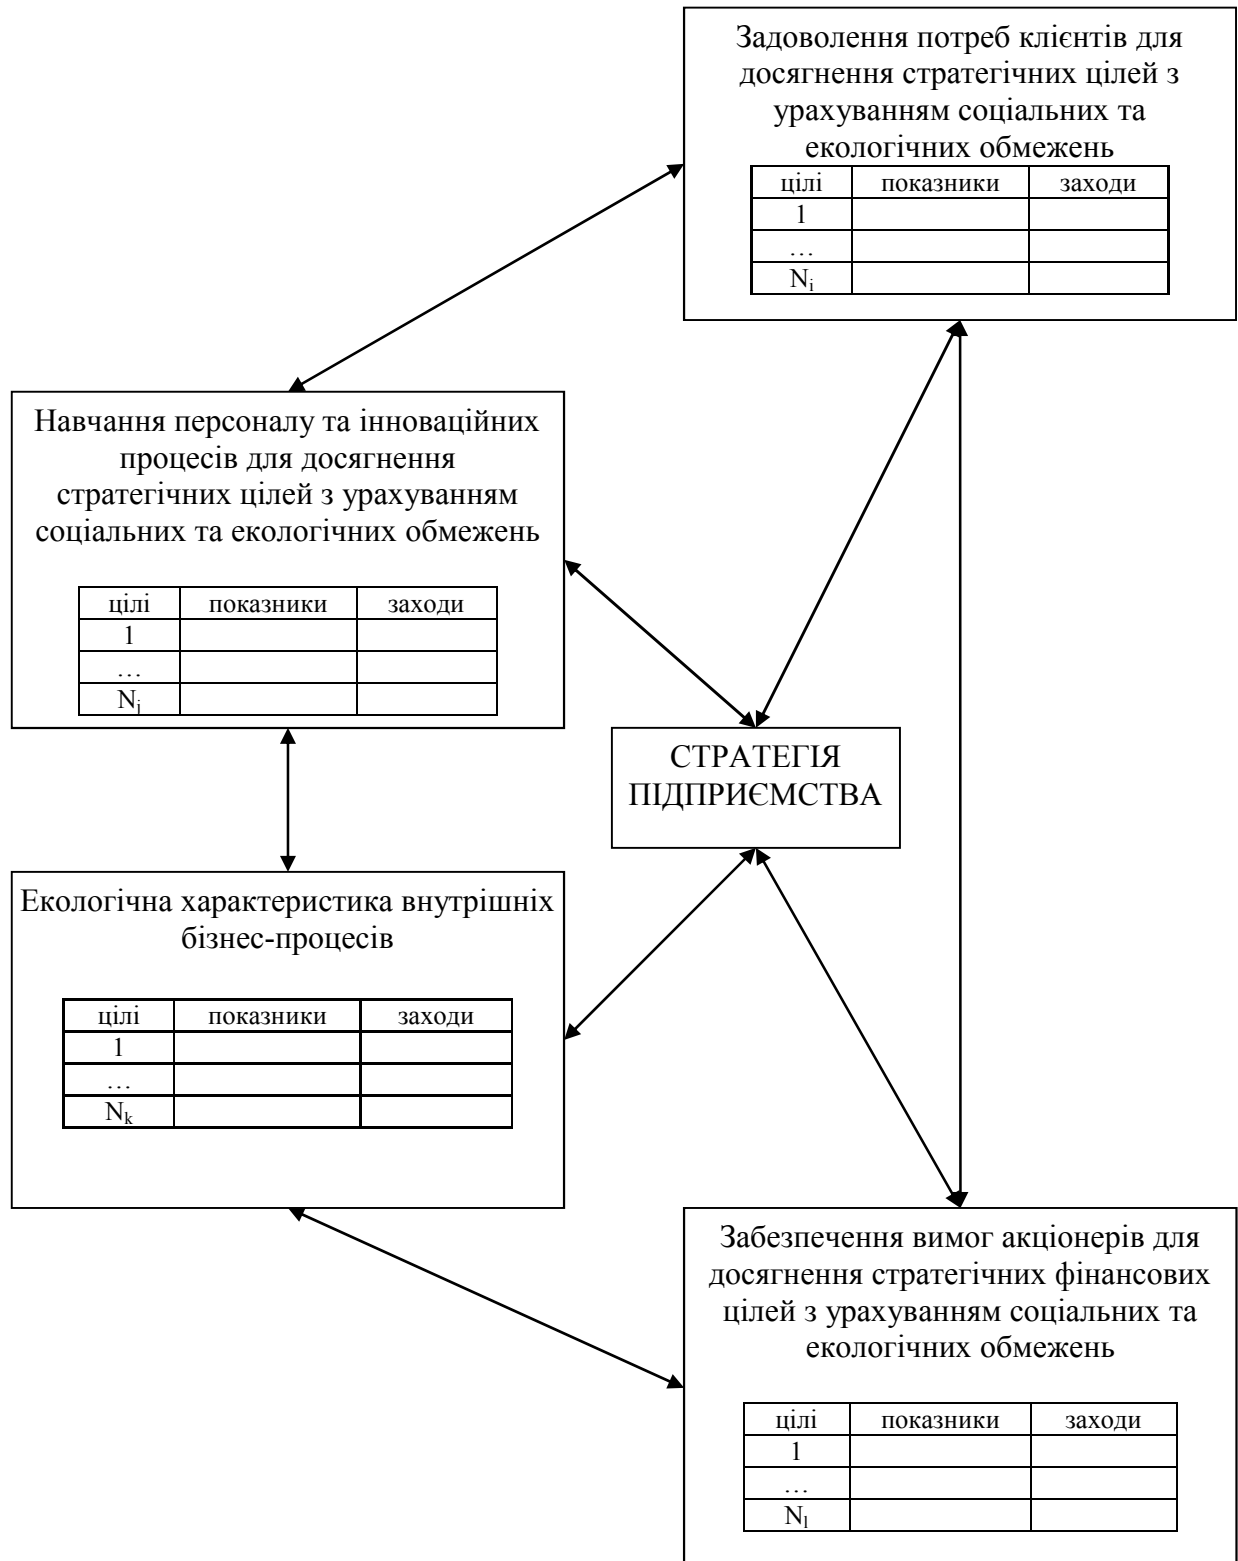 Задоволення потреб клієнтів для
досягнення стратегічних цілей з
урахуванням соціальних та
екологічних обмежень
цілі показники заходи
1
…
Nᵢ
Навчання персоналу та інноваційних
процесів для досягнення
стратегічних цілей з урахуванням
соціальних та екологічних обмежень
цілі показники заходи
1
…
Nⱼ
СТРАТЕГІЯ
ПІДПРИЄМСТВА
Екологічна характеристика внутрішніх
бізнес-процесів
цілі показники заходи
1
…
Nₖ
Забезпечення вимог акціонерів для
досягнення стратегічних фінансових
цілей з урахуванням соціальних та
екологічних обмежень
цілі показники заходи
1
…
Nₗ